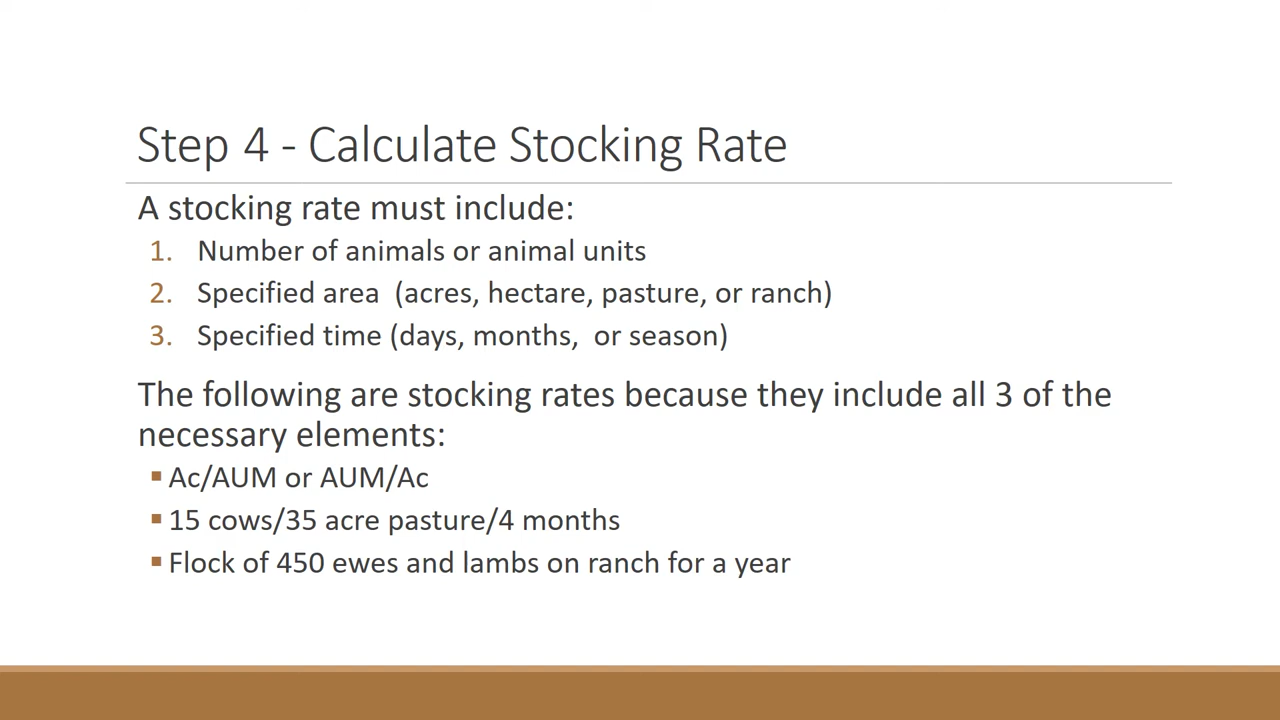 Step 4 - Calculate Stocking Rate
A stocking rate must include:
1. Number of animals or animal units
2. Specified area (acres, hectare, pasture, or ranch)
3. Specified time (days, months, or season)
The following are stocking rates because they include all 3 of the
necessary elements:
▪ Ac/AUM or AUM/Ac
▪ 15 cows/35 acre pasture/4 months
▪ Flock of 450 ewes and lambs on ranch for a year